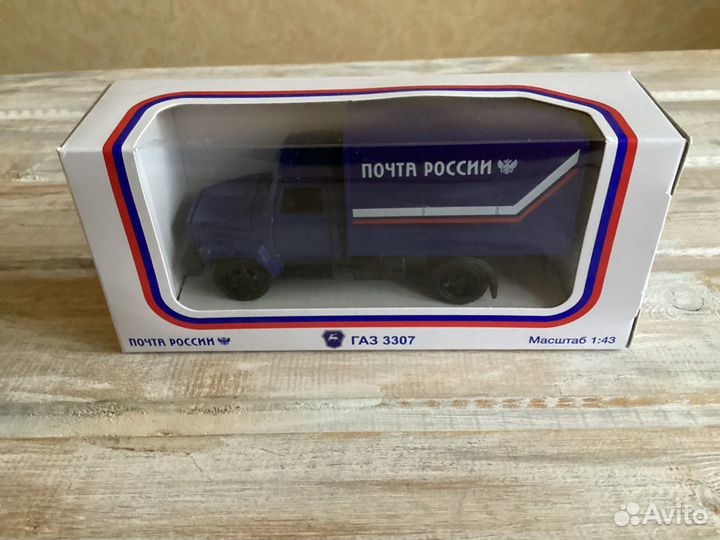 ПОЧТА РОССИИ
ПОЧТА РОССИИ
ГАЗ 3307
Масштаб 1:43
Avito